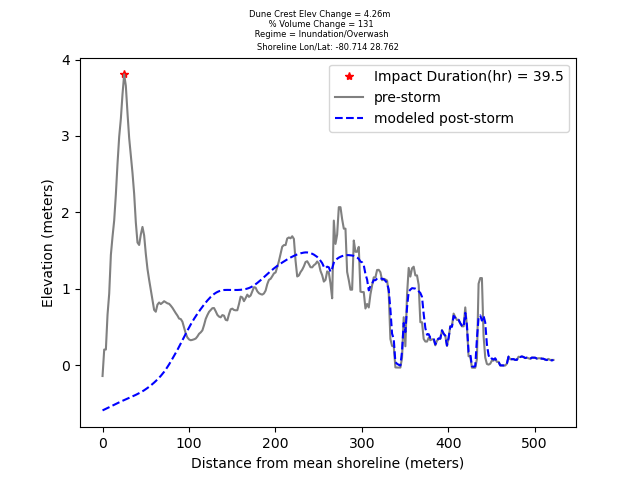 Dune Crest Elev Change = 4.26m
% Volume Change = 131
Regime = Inundation/Overwash
Shoreline Lon/Lat: -80.714 28.762
Impact Duration(hr) = 39.5
pre-storm
modeled post-storm
4
3
2
1
0
Elevation (meters)
0 100 200 300 400 500
Distance from mean shoreline (meters)